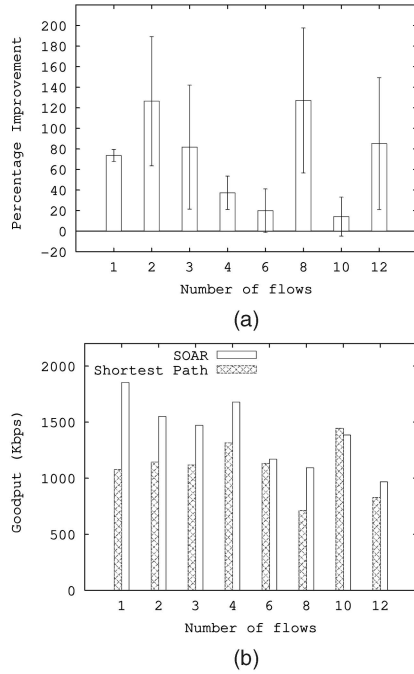 Percentage Improvement
200
180
160
140
120
100
80
60
40
20
0
-20
1 2 3 4 6 8 10 12
Number of flows
(a)
Goodput (Kbps)
2000
1500
1000
500
0
SOAR
Shortest Path
1 2 3 4 6 8 10 12
Number of flows
(b)